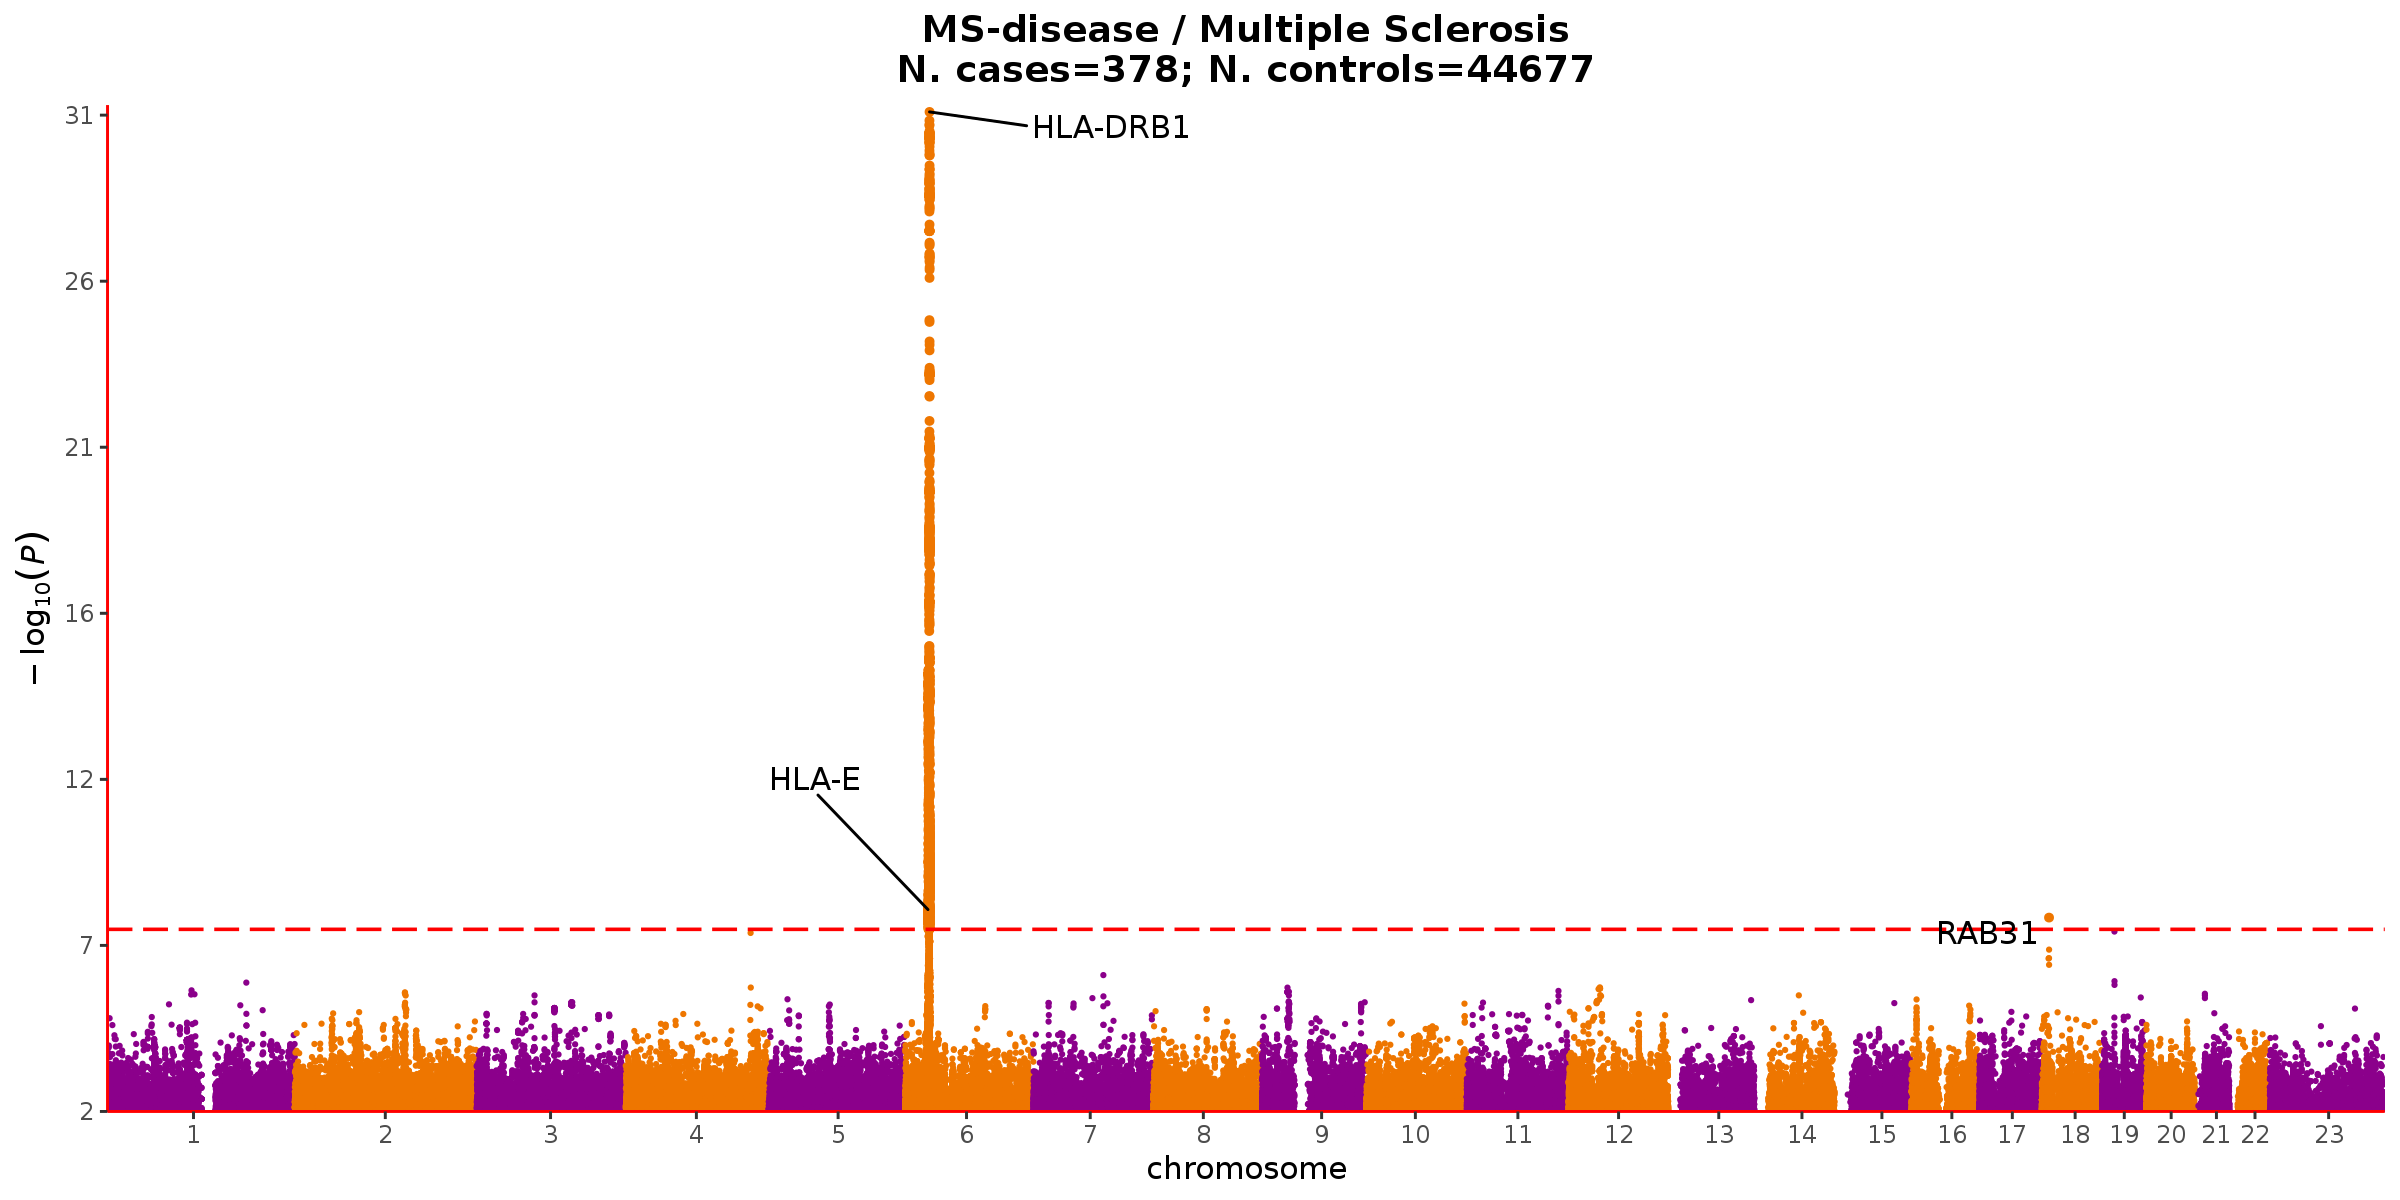 MS-disease / Multiple Sclerosis
N. cases=378; N. controls=44677
31
26
21
16
12
7
2
−log₁₀(P)
HLA-DRB1
HLA-E
RAB31
1 2 3 4 5 6 7 8 9 10 11 12 13 14 15 16 17 18 19 20 21 22 23
chromosome